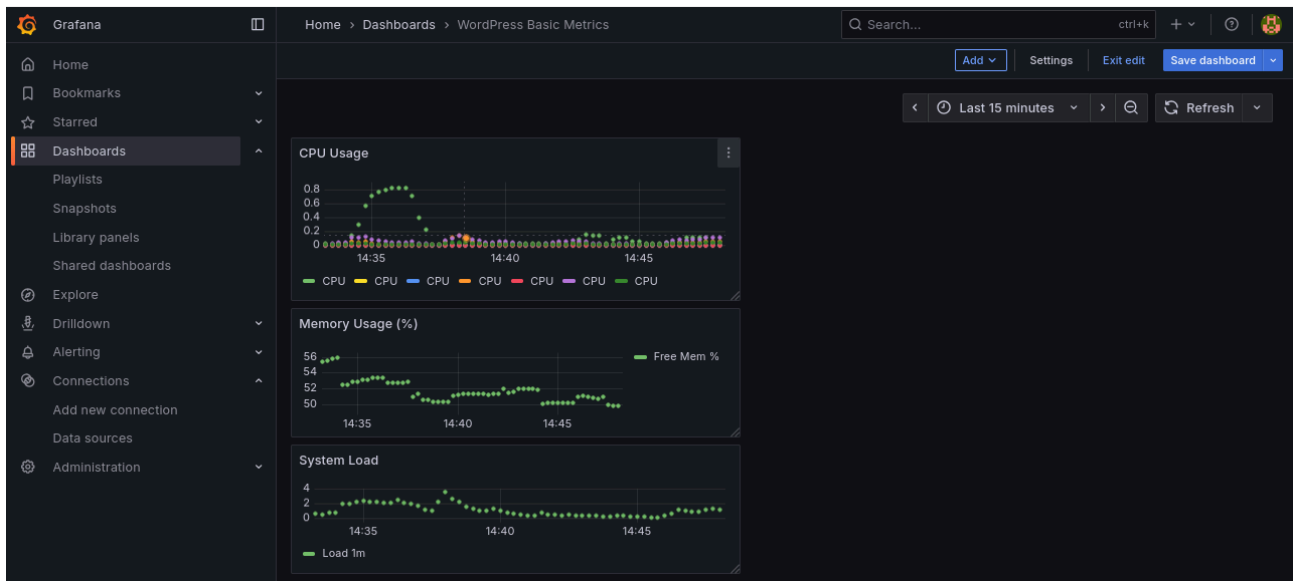 Grafana
Home › Dashboards › WordPress Basic Metrics
Search...
ctrl+k
Add
Settings
Exit edit
Save dashboard
Last 15 minutes
Refresh
Home
Bookmarks
Starred
Dashboards
Playlists
Snapshots
Library panels
Shared dashboards
Explore
Drilldown
Alerting
Connections
Add new connection
Data sources
Administration
CPU Usage
0.8
0.6
0.4
0.2
0
14:35 14:40 14:45
CPU CPU CPU CPU CPU CPU CPU
Memory Usage (%)
56
54
52
50
14:35 14:40 14:45
Free Mem %
System Load
4
2
0
14:35 14:40 14:45
Load 1m